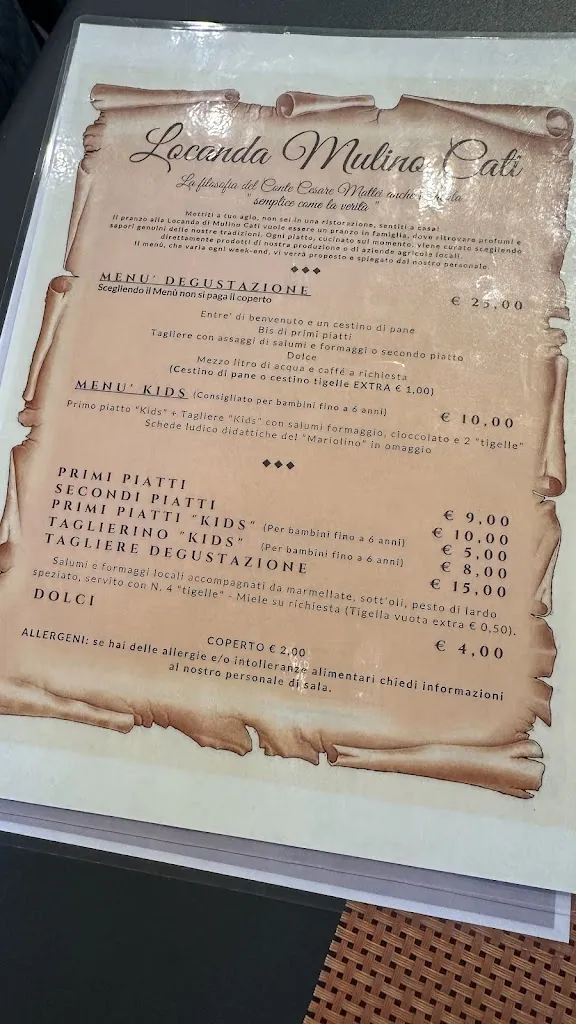 Locanda Mulino Cati
La filosofia del Conte Cesare Mattei anche
" semplice come la verità "
Mettiti a tuo agio, non sei in una ristorazione, sentiti a casa!
Il pranzo alla Locanda di Mulino Cati vuole essere un pranzo in famiglia, dove ritrovare profumi e
sapori genuini delle nostre tradizioni. Ogni piatto, cucinato sul momento, viene curato scegliendo
direttamente prodotti di nostra produzione o di aziende agricole locali.
Il menù, che varia ogni week-end, vi verrà proposto e spiegato dal nostro personale.
MENU' DEGUSTAZIONE € 25,00
Scegliendo il Menù non si paga il coperto
Entre' di benvenuto e un cestino di pane
Bis di primi piatti
Tagliere con assaggi di salumi e formaggi o secondo piatto
Dolce
Mezzo litro di acqua e caffé a richiesta
(Cestino di pane o cestino tigelle EXTRA € 1,00)
MENU' KIDS (Consigliato per bambini fino a 6 anni) € 10,00
Primo piatto "Kids" + Tagliere "Kids" con salumi formaggio, cioccolato e 2 "tigelle"
Schede ludico didattiche del "Mariolino" in omaggio
PRIMI PIATTI € 9,00
SECONDI PIATTI € 10,00
PRIMI PIATTI "KIDS" (Per bambini fino a 6 anni) € 5,00
TAGLIERINO "KIDS" (Per bambini fino a 6 anni) € 8,00
TAGLIERE DEGUSTAZIONE € 15,00
Salumi e formaggi locali accompagnati da marmellate, sott'oli, pesto di lardo
speziato, servito con N. 4 "tigelle" - Miele su richiesta (Tigella vuota extra € 0,50).
DOLCI € 4,00
COPERTO € 2,00
ALLERGENI: se hai delle allergie e/o intolleranze alimentari chiedi informazioni
al nostro personale di sala.